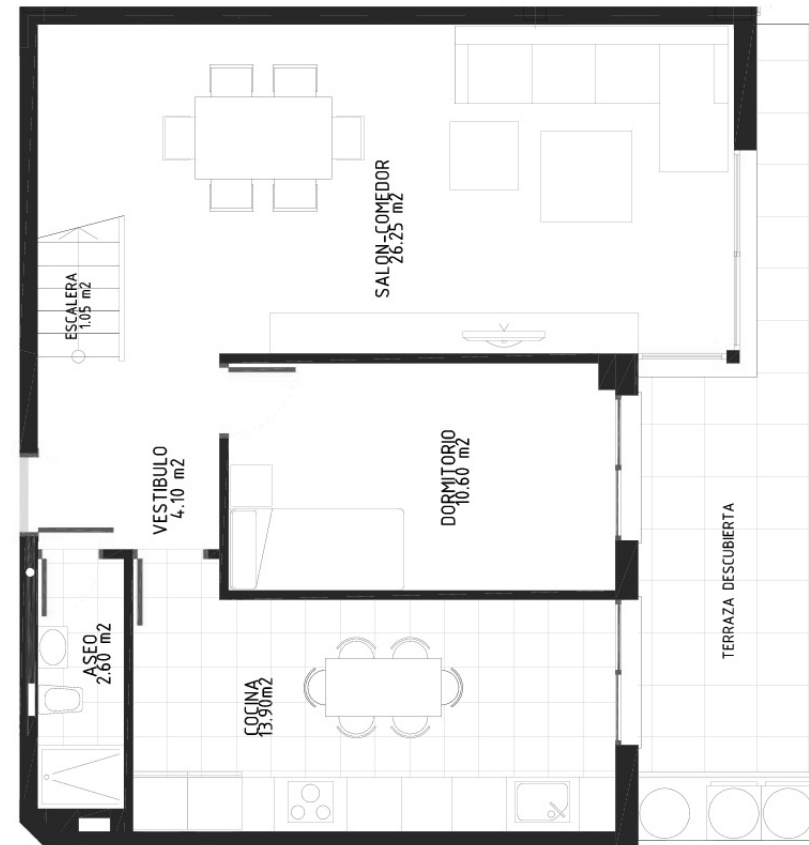 SALON-COMEDOR
26.25 m2
ESCALERA
1.05 m2
VESTIBULO
4.10 m2
DORMITORIO
10.60 m2
TERRAZA DESCUBIERTA
ASEO
2.60 m2
COCINA
13.90m2